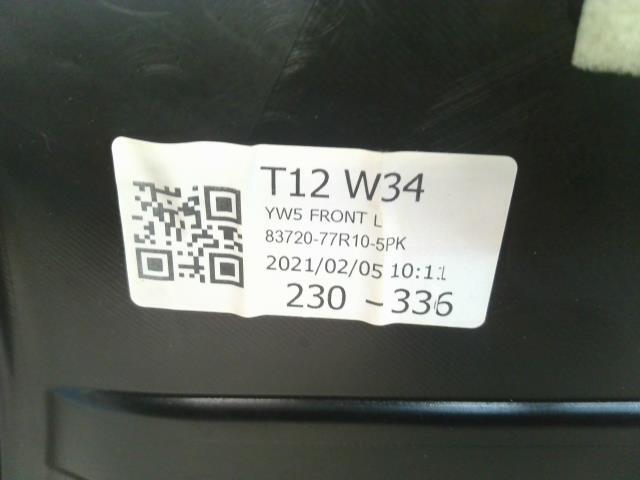 T12 W34
YW5 FRONT L
83720-77R10-5PK
2021/02/05 10:11
230 - 336